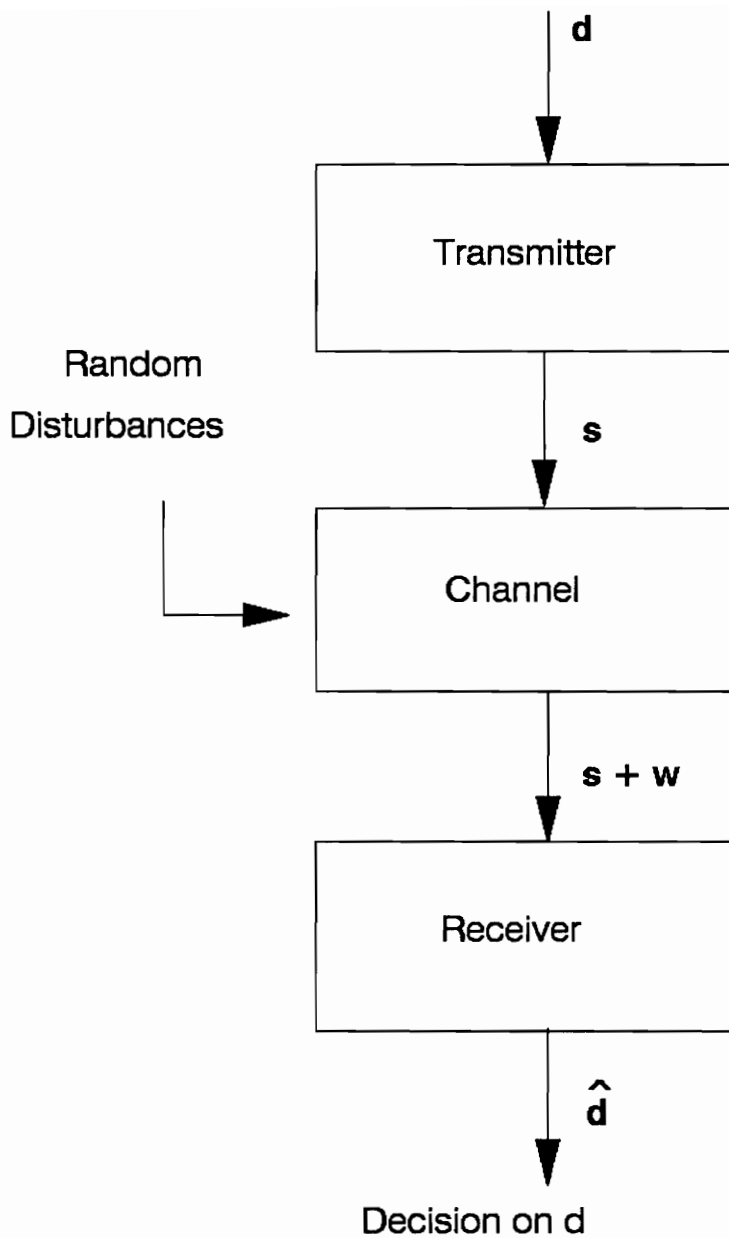 d
Transmitter
Random
Disturbances
s
Channel
s + w
Receiver
d̂
Decision on d